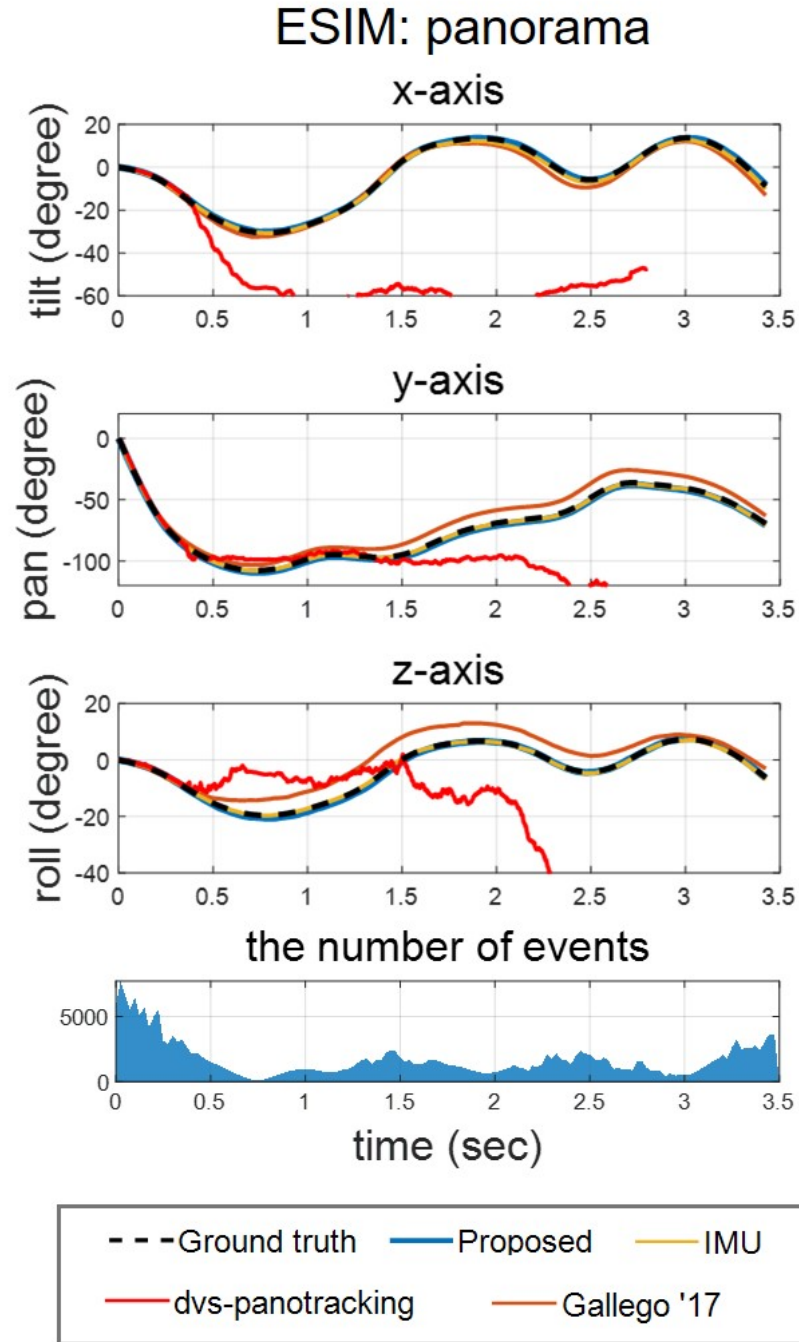 ESIM: panorama
x-axis
tilt (degree)
20
0
-20
-40
-60
0 0.5 1 1.5 2 2.5 3 3.5
y-axis
pan (degree)
0
-50
-100
0 0.5 1 1.5 2 2.5 3 3.5
z-axis
roll (degree)
20
0
-20
-40
0 0.5 1 1.5 2 2.5 3 3.5
the number of events
5000
0
0 0.5 1 1.5 2 2.5 3 3.5
time (sec)
Ground truth Proposed IMU
dvs-panotracking Gallego '17